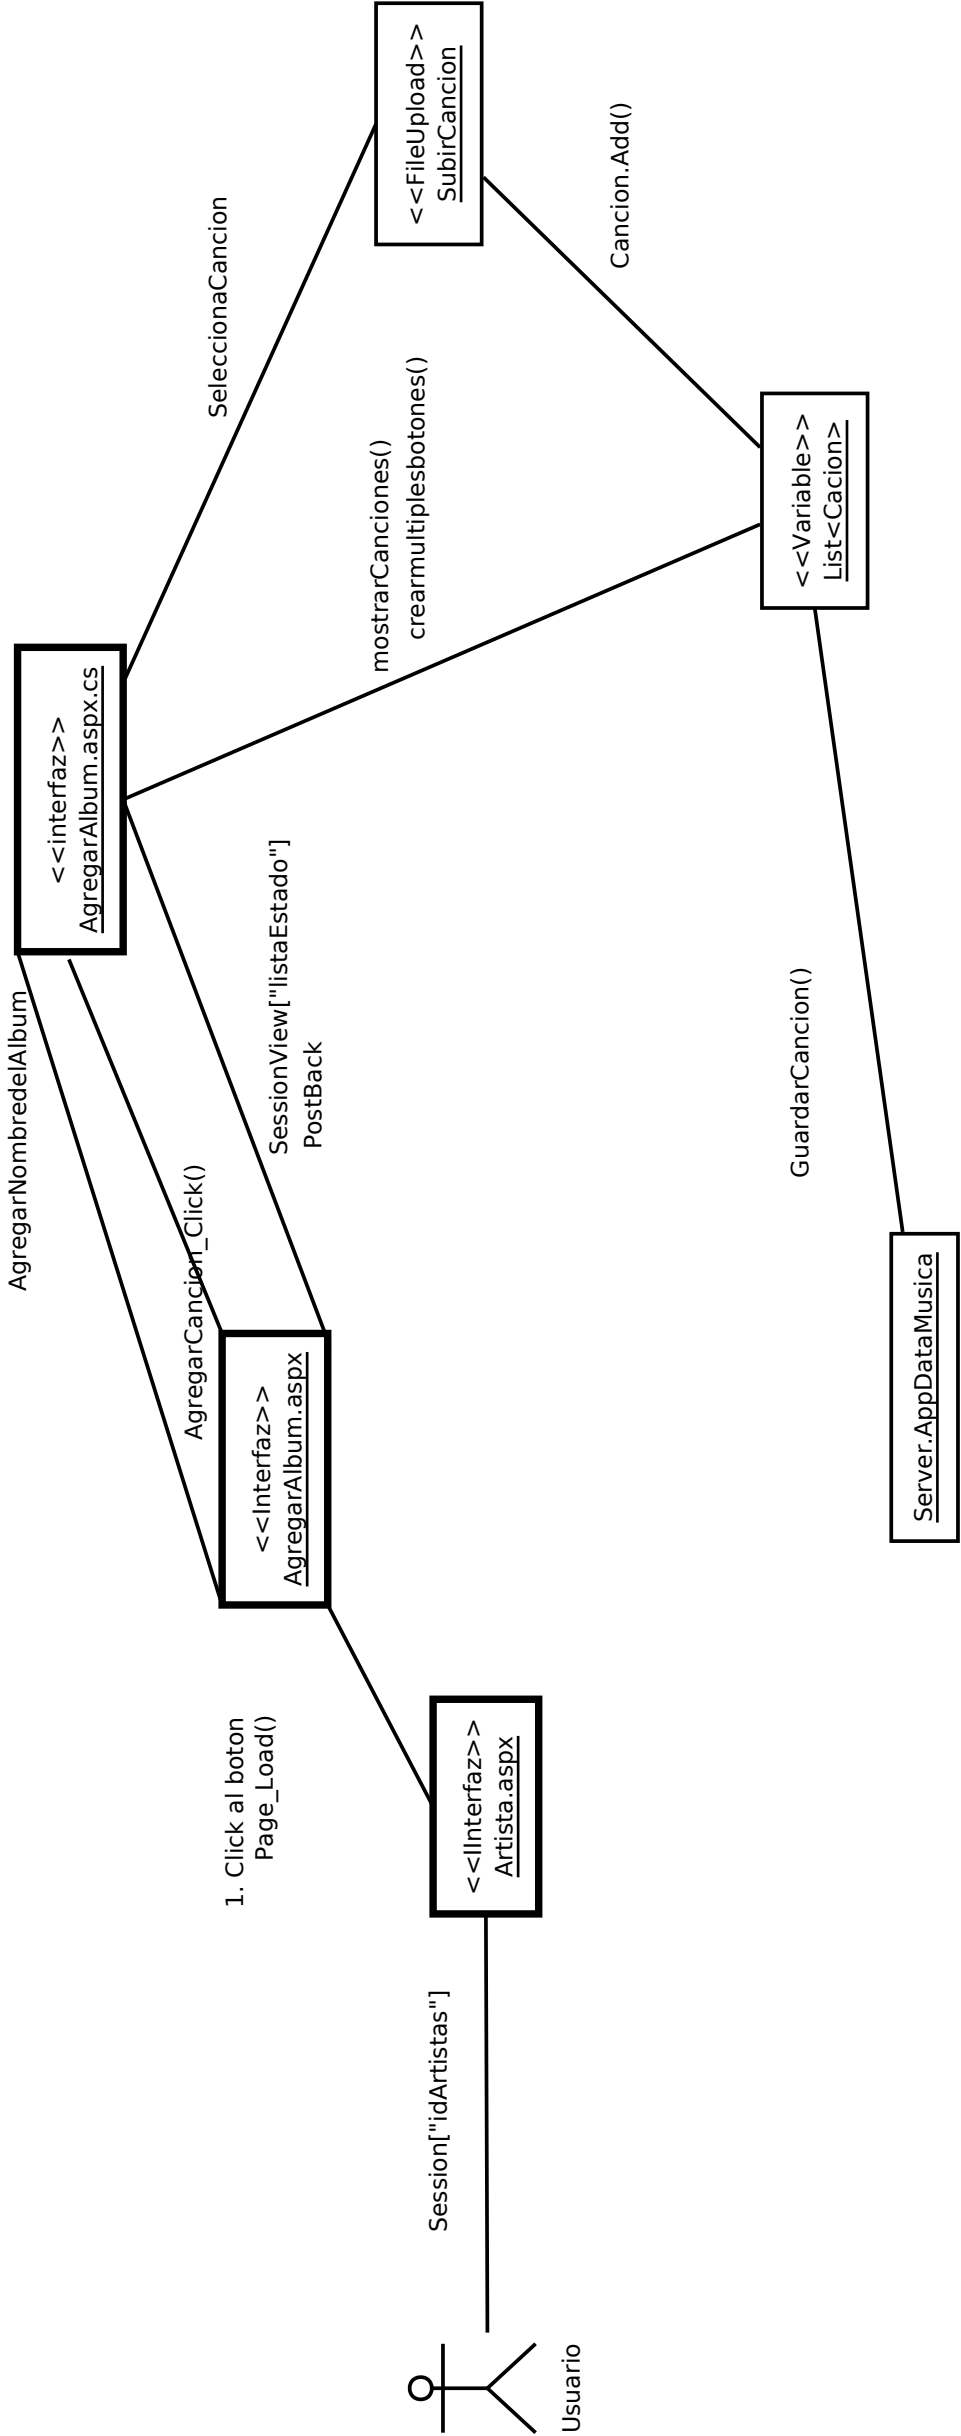 Usuario
Session["idArtistas"]
<<IInterfaz>>
Artista.aspx
1. Click al boton
Page_Load()
<<Interfaz>>
AgregarAlbum.aspx
AgregarNombredelAlbum
AgregarCancion_Click()
SessionView["listaEstado"]
PostBack
<<interfaz>>
AgregarAlbum.aspx.cs
SeleccionaCancion
<<FileUpload>>
SubirCancion
mostrarCanciones()
crearmultiplesbotones()
Cancion.Add()
<<Variable>>
List<Cacion>
GuardarCancion()
Server.AppDataMusica